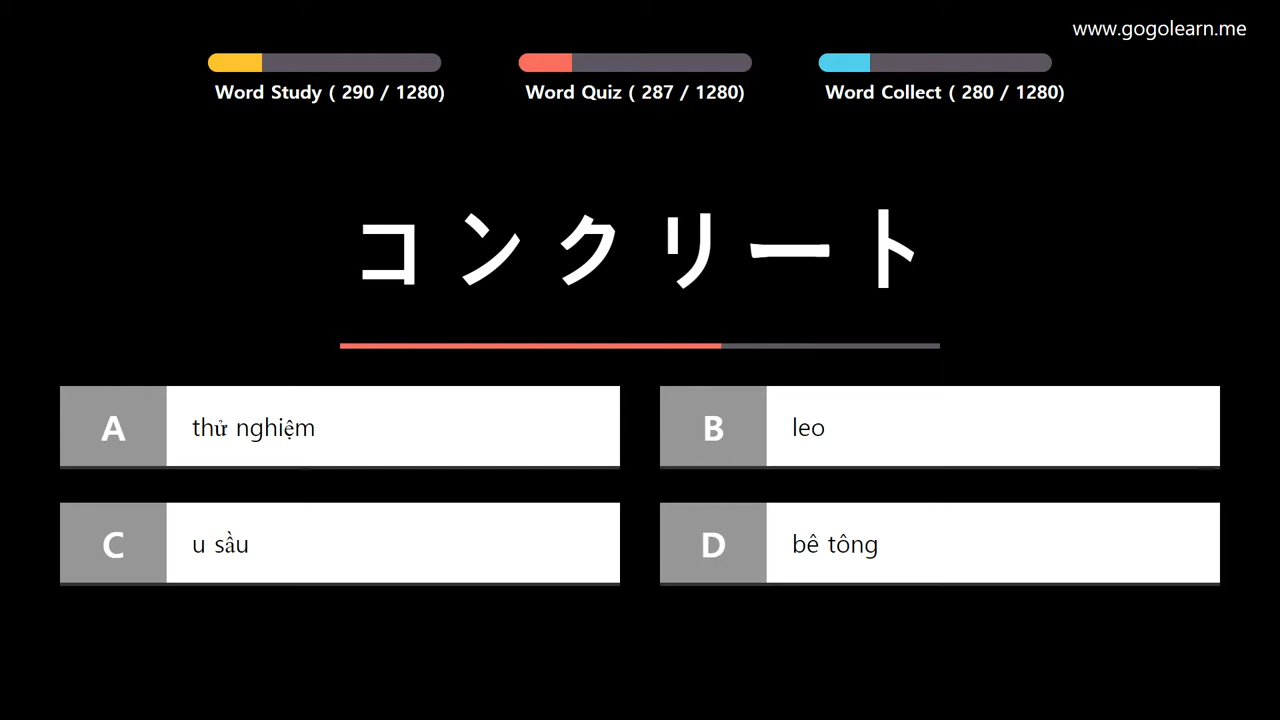 www.gogolearn.me
Word Study ( 290 / 1280)
Word Quiz ( 287 / 1280)
Word Collect ( 280 / 1280)
コンクリート
A thử nghiệm
B leo
C u sầu
D bê tông